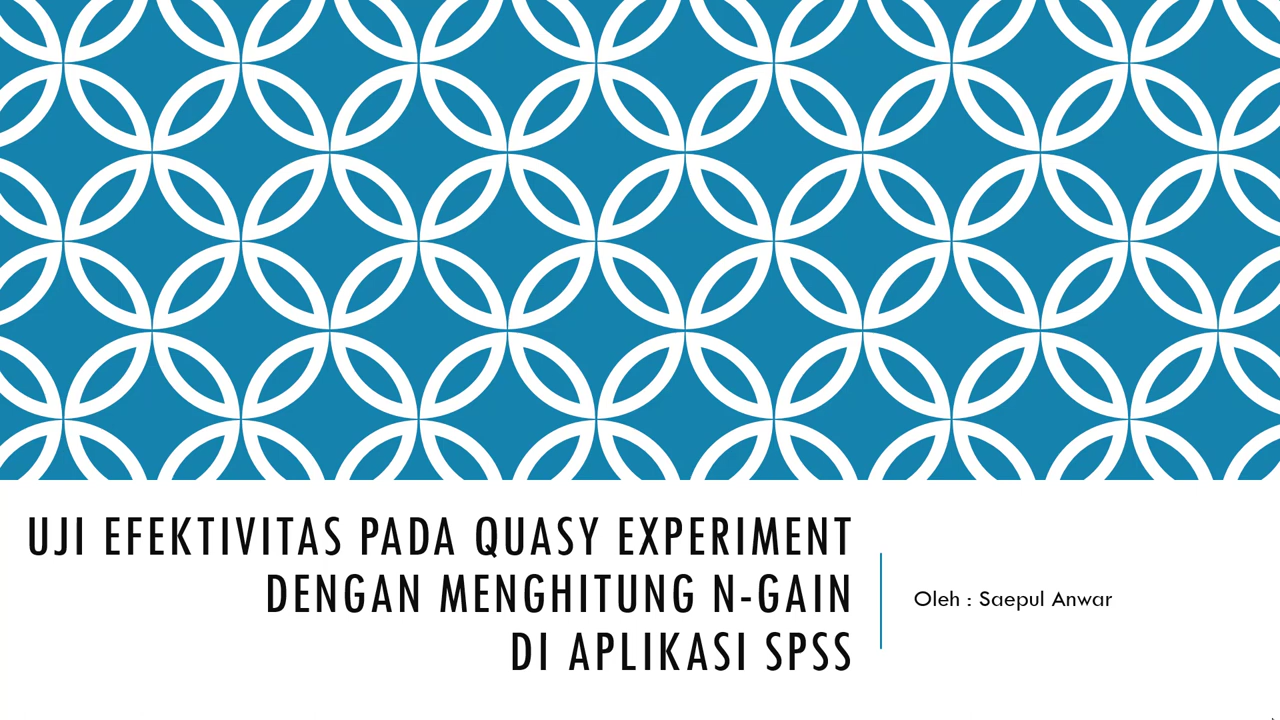 UJI EFEKTIVITAS PADA QUASY EXPERIMENT
DENGAN MENGHITUNG N-GAIN
DI APLIKASI SPSS
Oleh : Saepul Anwar